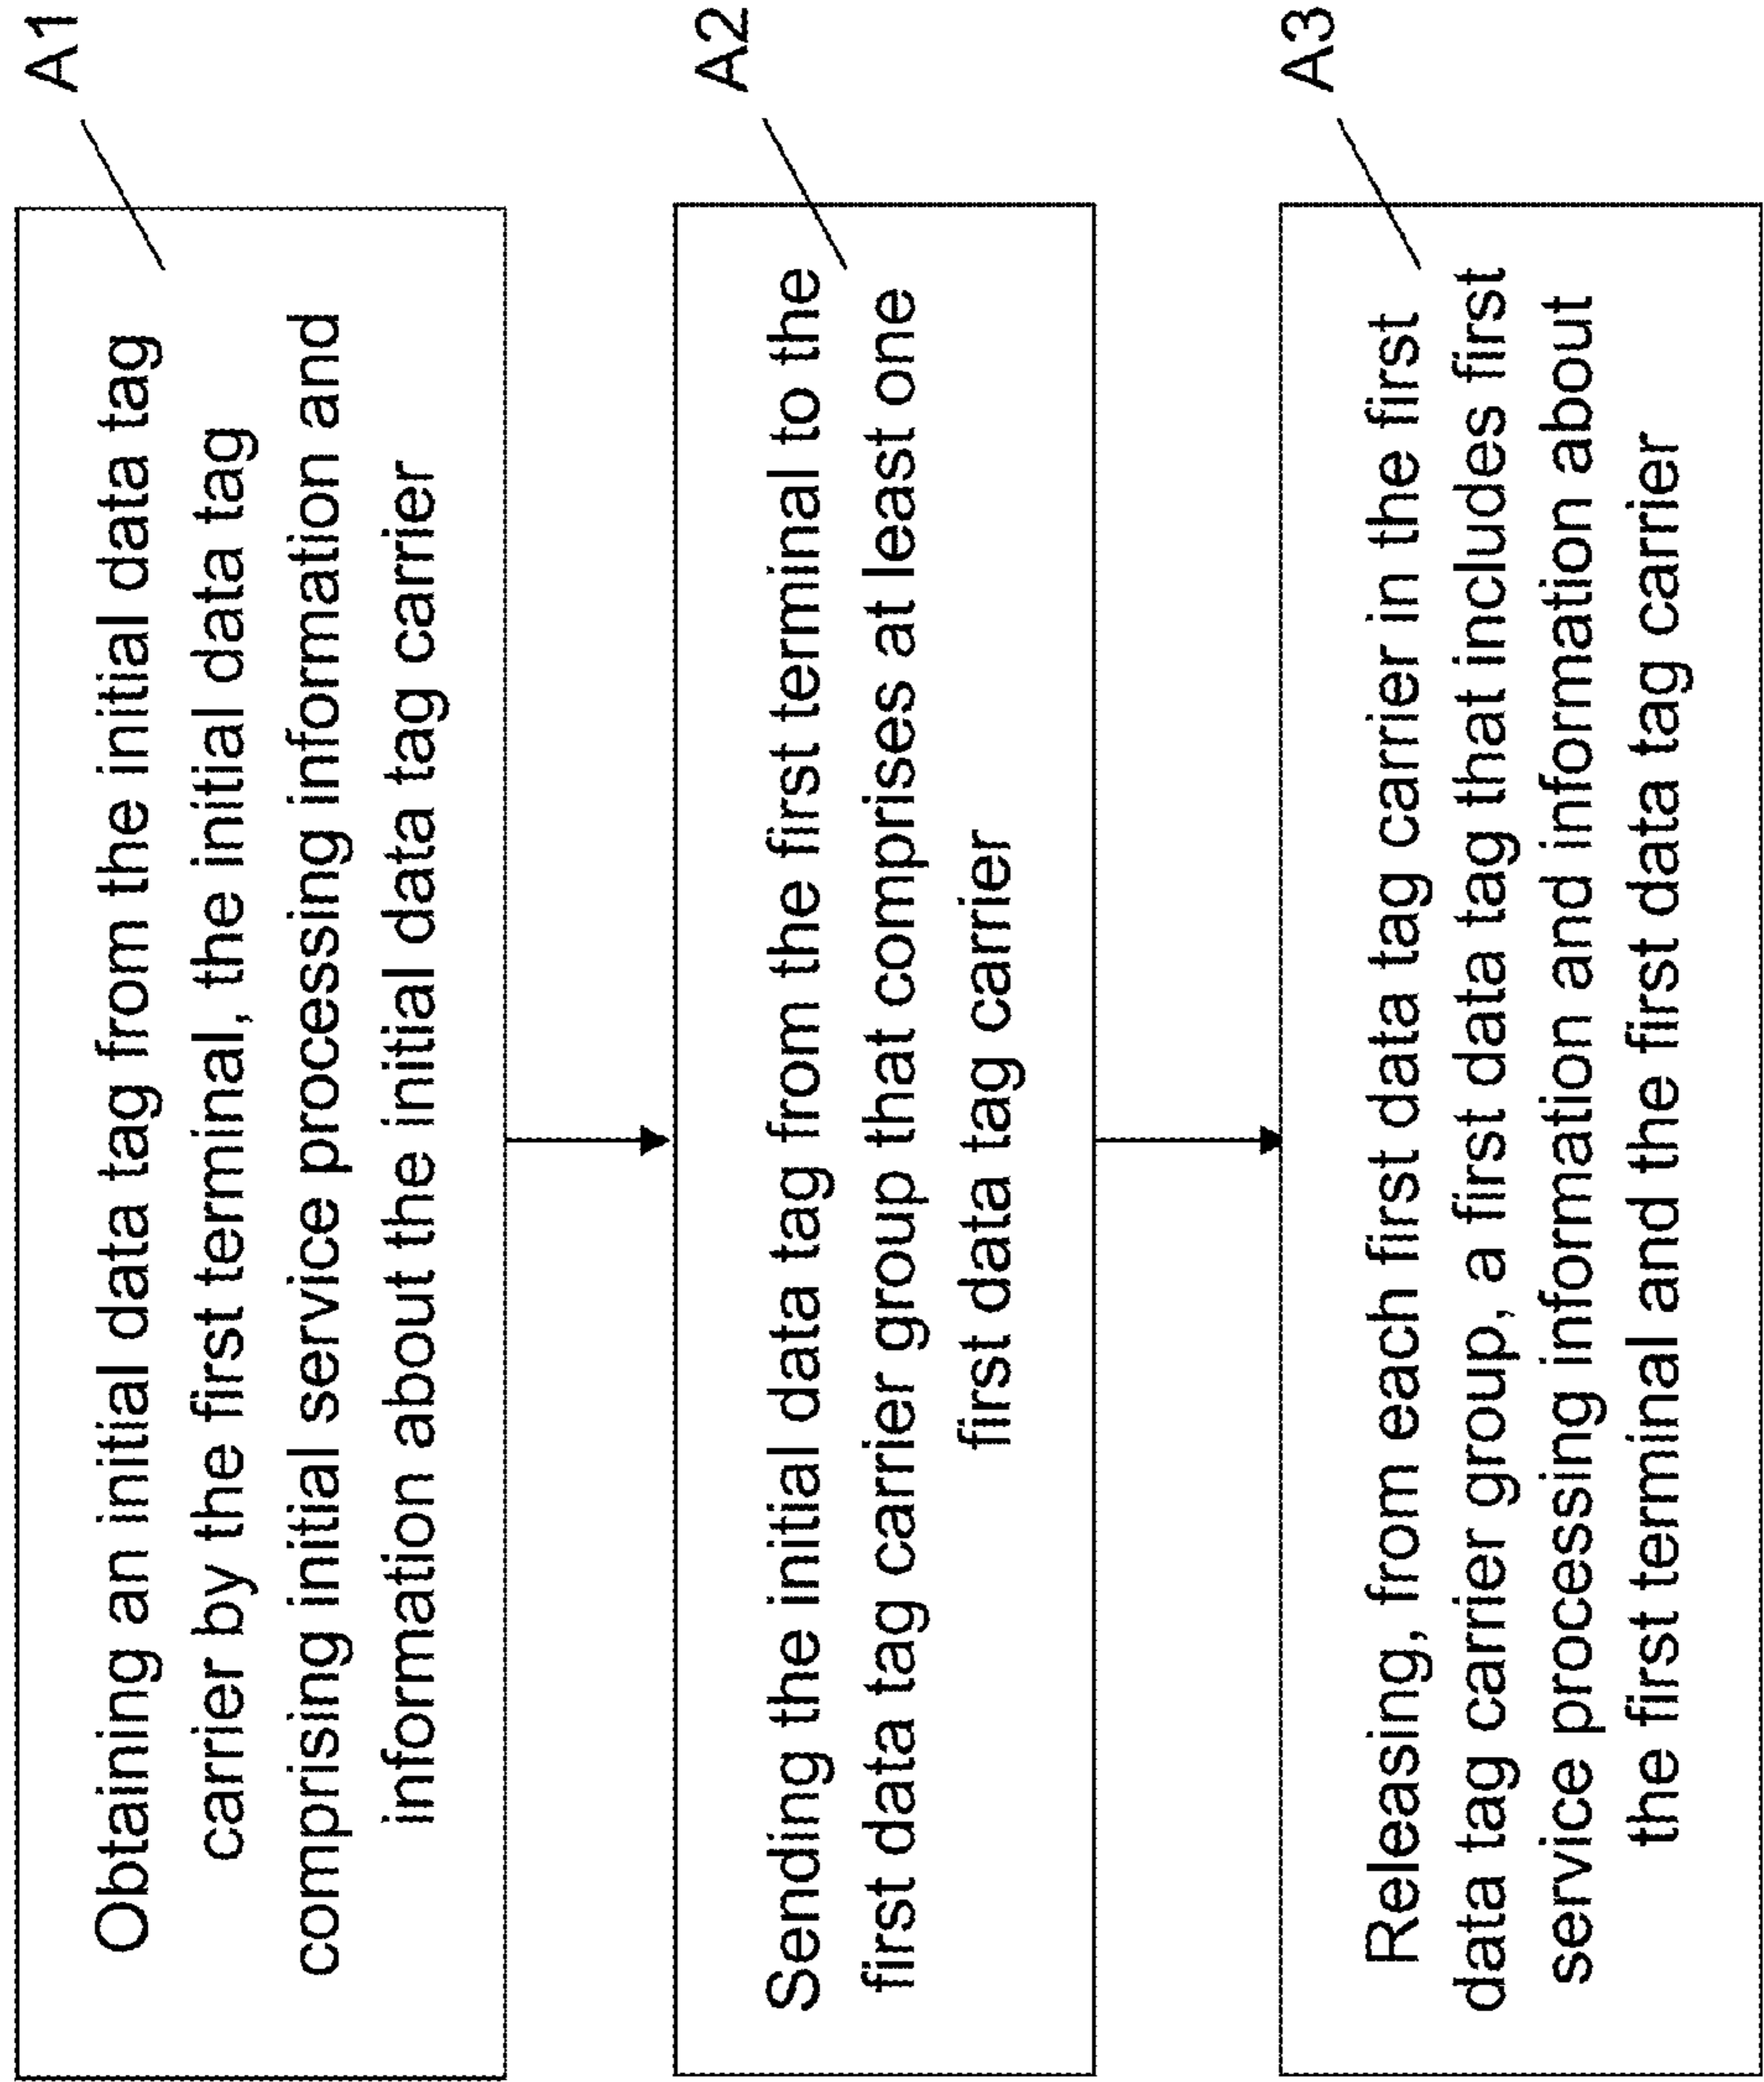 A1
Obtaining an initial data tag from the initial data tag
carrier by the first terminal, the initial data tag
comprising initial service processing information and
information about the initial data tag carrier
A2
Sending the initial data tag from the first terminal to the
first data tag carrier group that comprises at least one
first data tag carrier
A3
Releasing, from each first data tag carrier in the first
data tag carrier group, a first data tag that includes first
service processing information and information about
the first terminal and the first data tag carrier